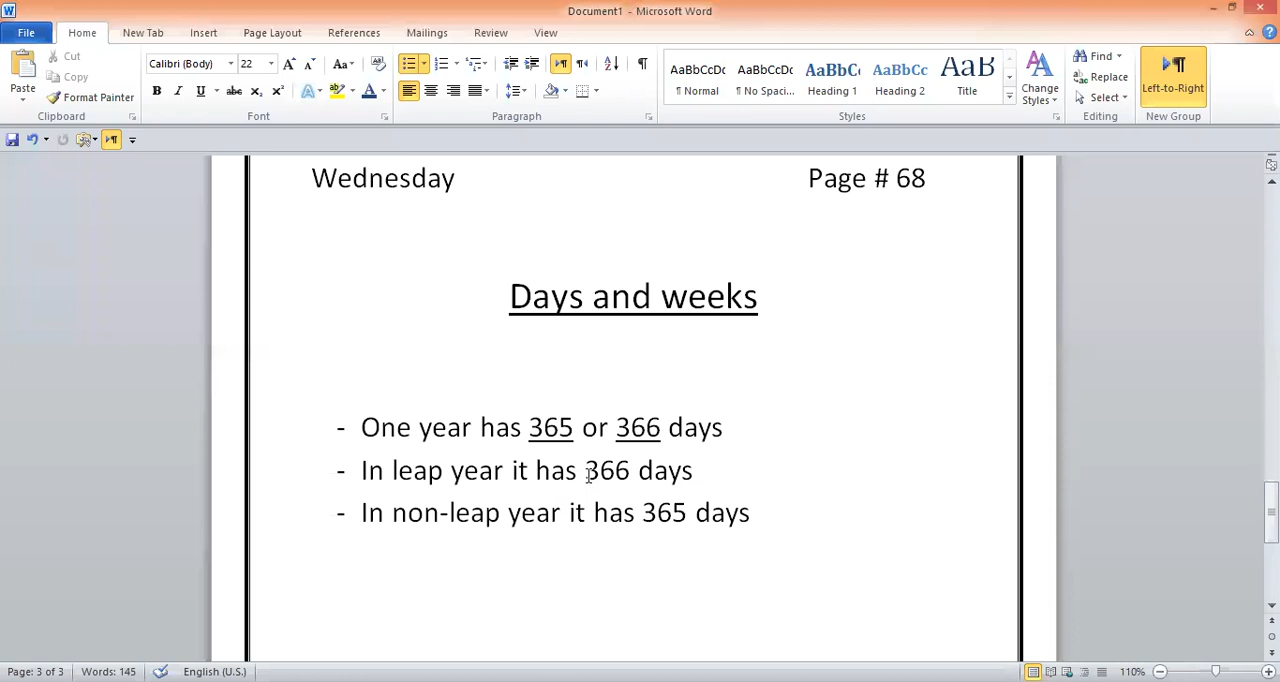 Document1 - Microsoft Word
File Home New Tab Insert Page Layout References Mailings Review View
Cut
Copy
Format Painter
Paste
Clipboard
Calibri (Body) 22
Font
Paragraph
AaBbCcDc AaBbCcDc AaBbC AaBbCc AaB
¶ Normal ¶ No Spaci... Heading 1 Heading 2 Title
Change Styles
Styles
Find
Replace
Select
Editing
Left-to-Right
New Group
Wednesday Page # 68
Days and weeks
- One year has 365 or 366 days
- In leap year it has 366 days
- In non-leap year it has 365 days
Page: 3 of 3 Words: 145 English (U.S.) 110%